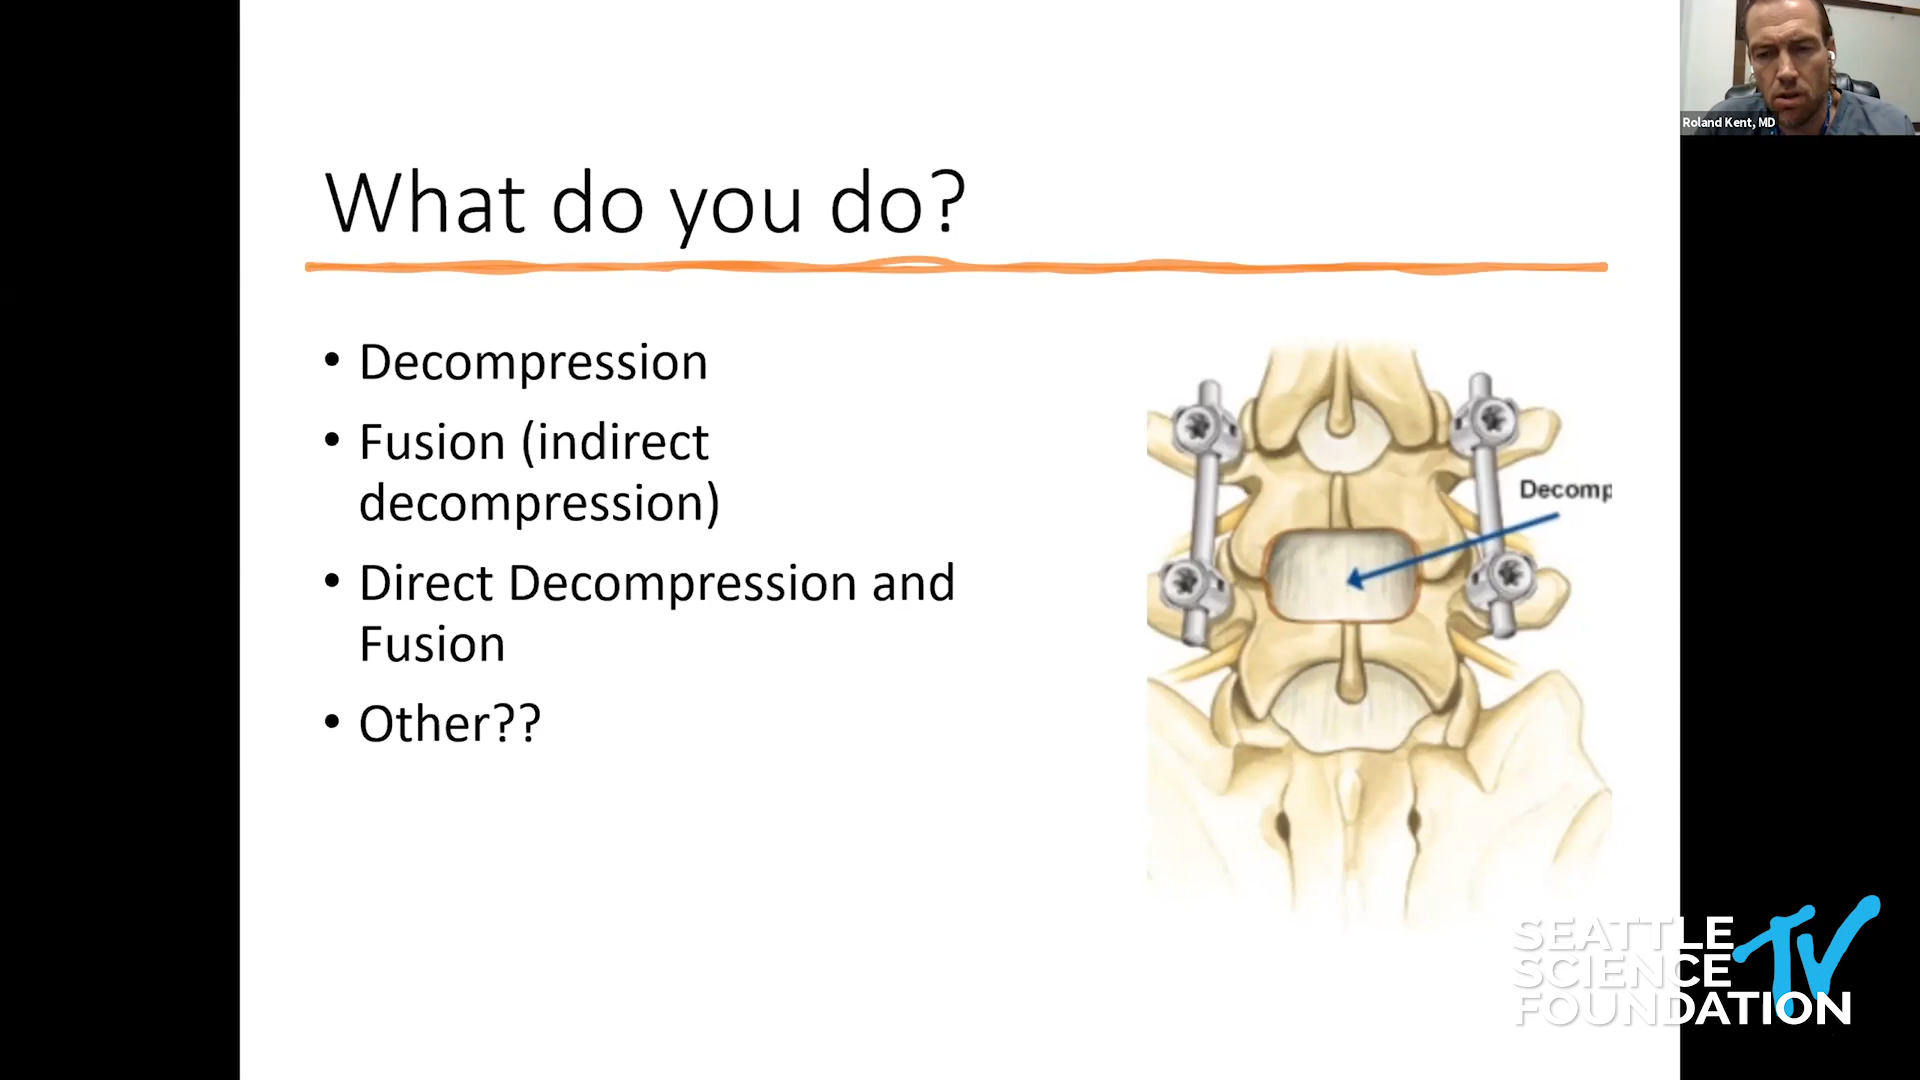 Roland Kent, MD
What do you do?
• Decompression
• Fusion (indirect
decompression)
• Direct Decompression and
Fusion
• Other??
Decomp
SEATTLE
SCIENCE
FOUNDATION
TV